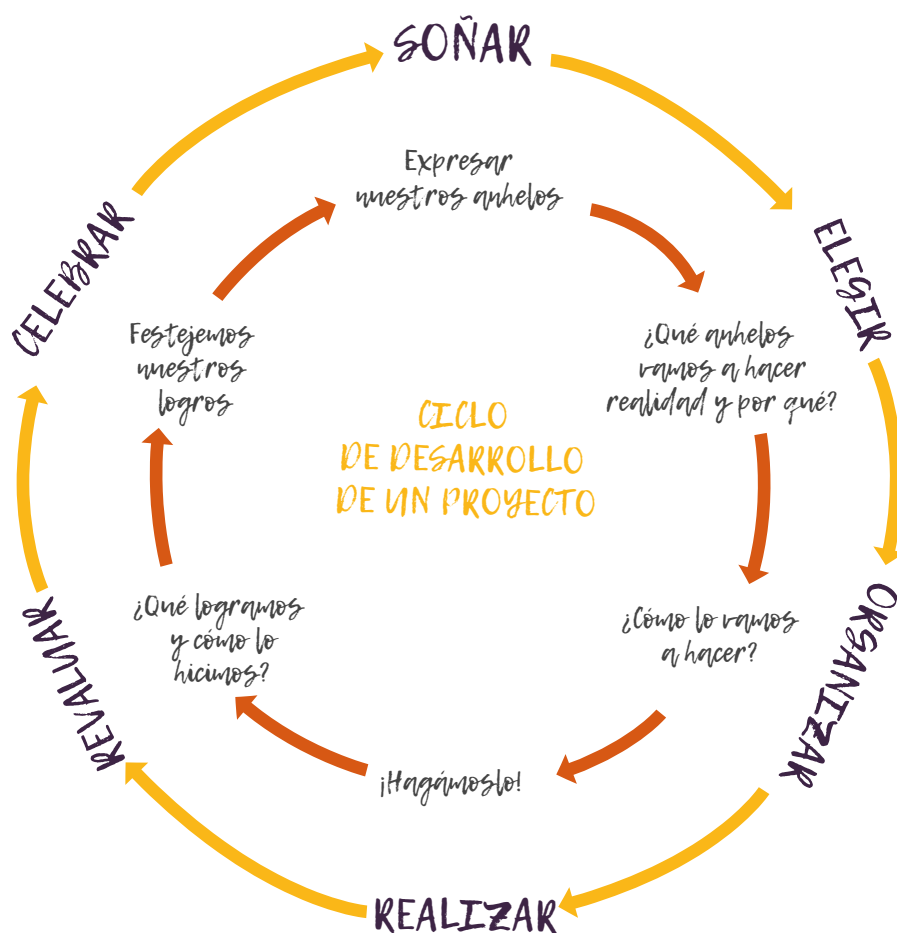 SOÑAR
Expresar
nuestros anhelos
ELEGIR
¿Qué anhelos
vamos a hacer
realidad y por qué?
ORGANIZAR
¿Cómo lo vamos
a hacer?
REALIZAR
¡Hagámoslo!
REVALUAR
¿Qué logramos
y cómo lo
hicimos?
CELEBRAR
Festejemos
nuestros
logros
CICLO
DE DESARROLLO
DE UN PROYECTO